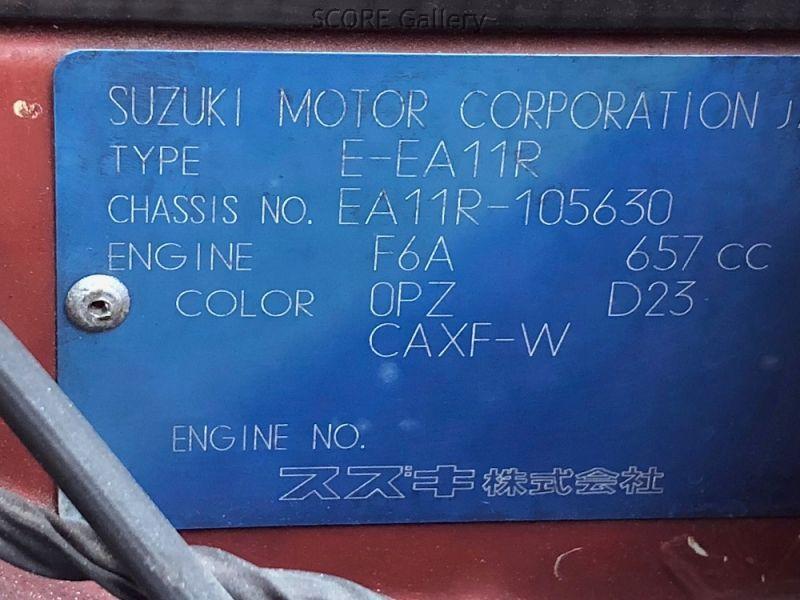 SCORE Gallery
SUZUKI MOTOR CORPORATION
TYPE E-EA11R
CHASSIS NO. EA11R-105630
ENGINE F6A 657 CC
COLOR 0PZ D23
CAXF-W
ENGINE NO.
スズキ株式会社